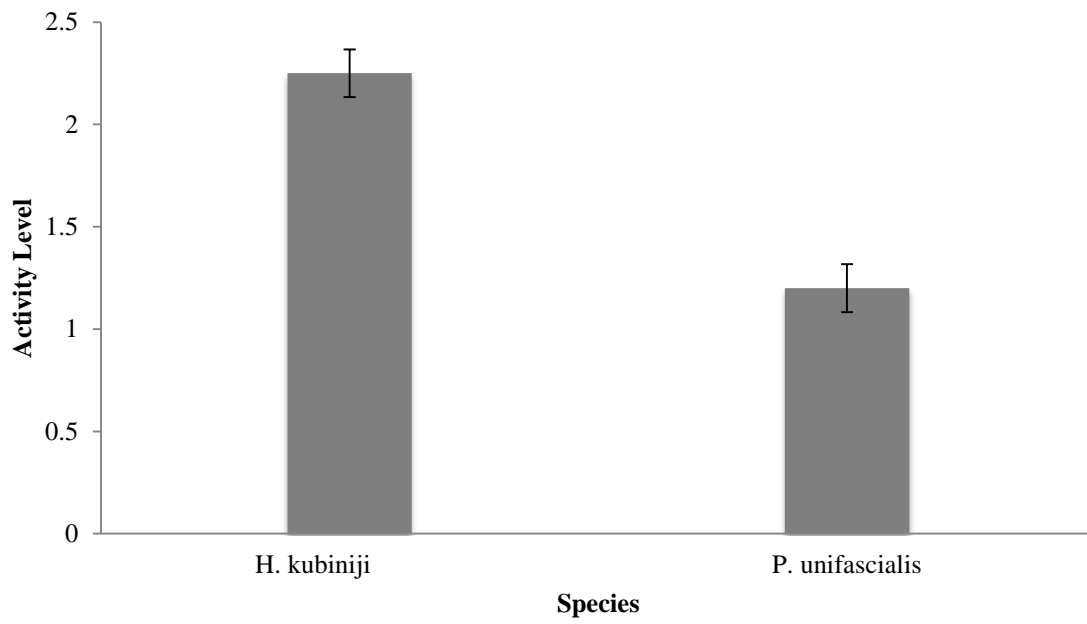 2.5
2
1.5
1
0.5
0
Activity Level
H. kubiniji P. unifascialis
Species